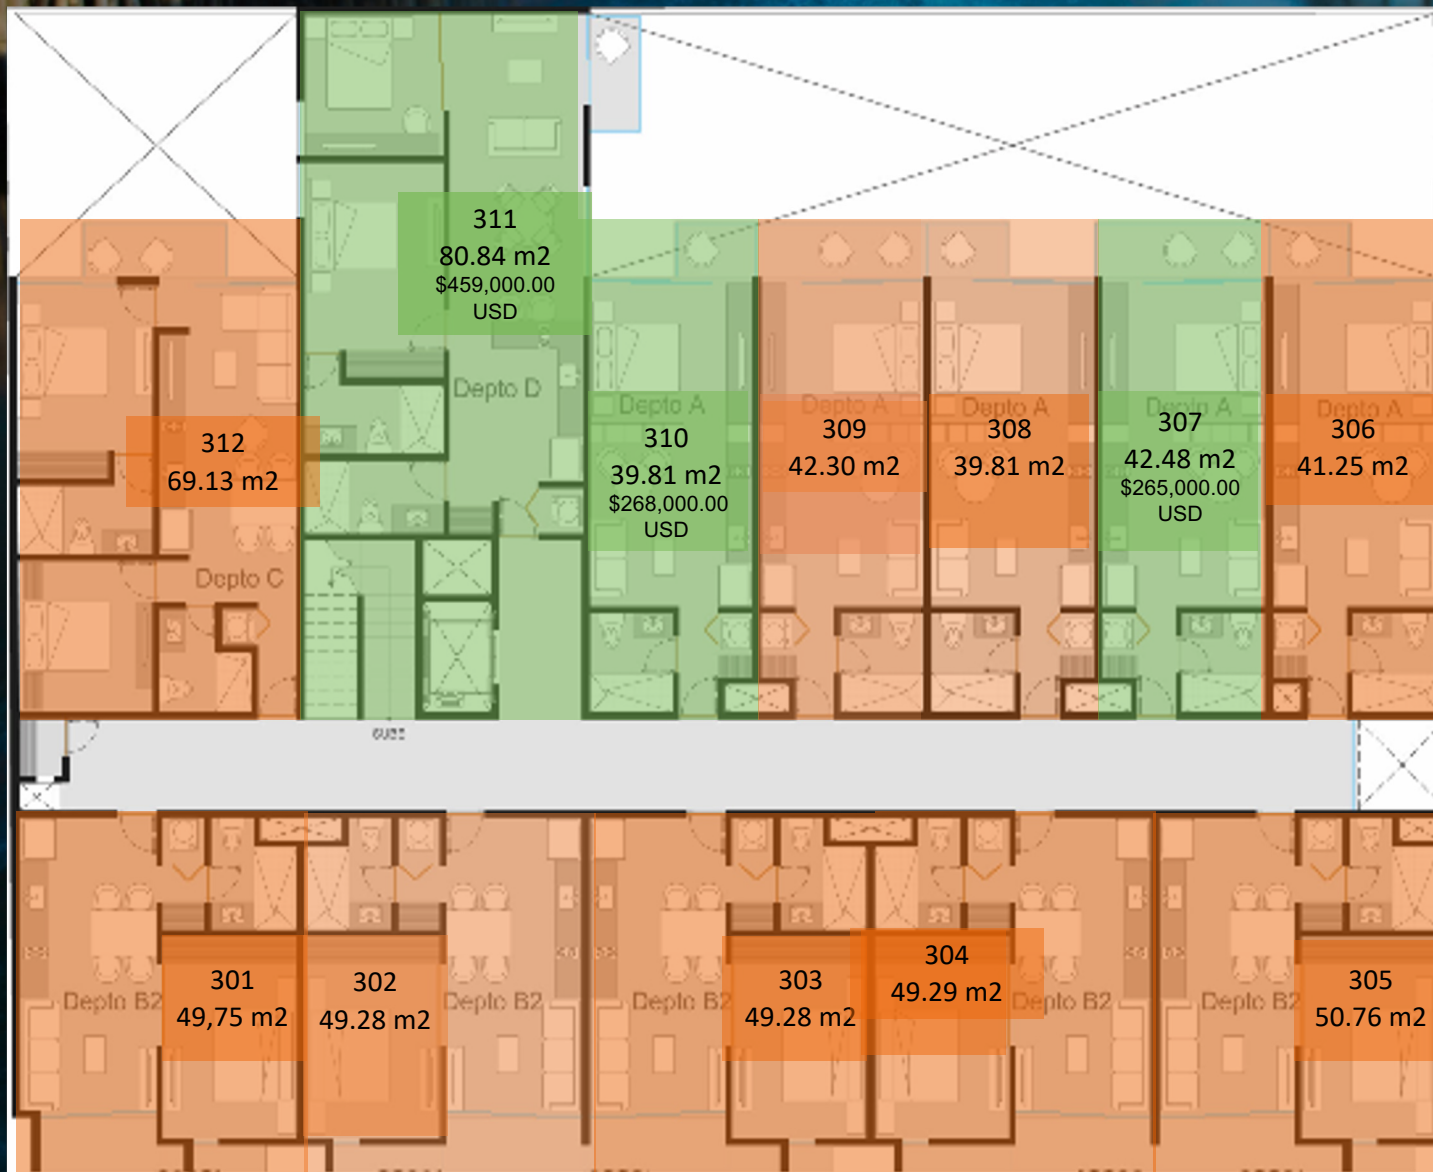 311
80.84 m2
$459,000.00
USD
Depto D
312
69.13 m2
Depto C
Depto A
310
39.81 m2
$268,000.00
USD
Depto A
309
42.30 m2
Depto A
308
39.81 m2
Depto A
307
42.48 m2
$265,000.00
USD
Depto A
306
41.25 m2
Depto B2
301
49,75 m2
302
49.28 m2
Depto B2
Depto B2
303
49.28 m2
304
49.29 m2
Depto B2
Depto B2
305
50.76 m2